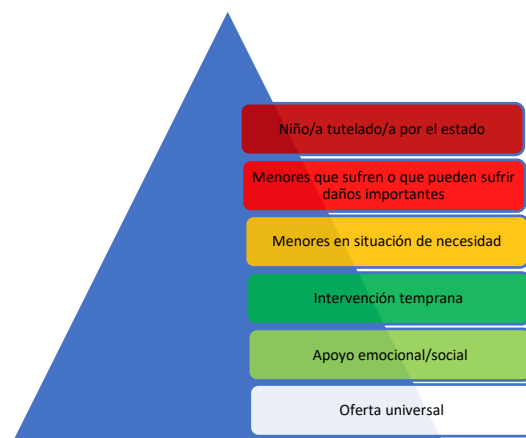 Niño/a tutelado/a por el estado
Menores que sufren o que pueden sufrir
daños importantes
Menores en situación de necesidad
Intervención temprana
Apoyo emocional/social
Oferta universal